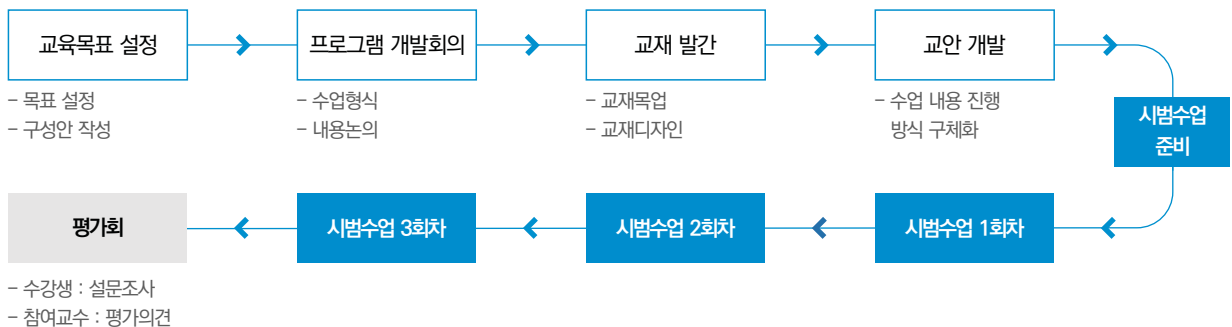 교육목표 설정
프로그램 개발회의
교재 발간
교안 개발
– 목표 설정
– 구성안 작성
– 수업형식
– 내용논의
– 교재목업
– 교재디자인
– 수업 내용 진행
방식 구체화
시범수업
준비
평가회
시범수업 3회차
시범수업 2회차
시범수업 1회차
– 수강생 : 설문조사
– 참여교수 : 평가의견